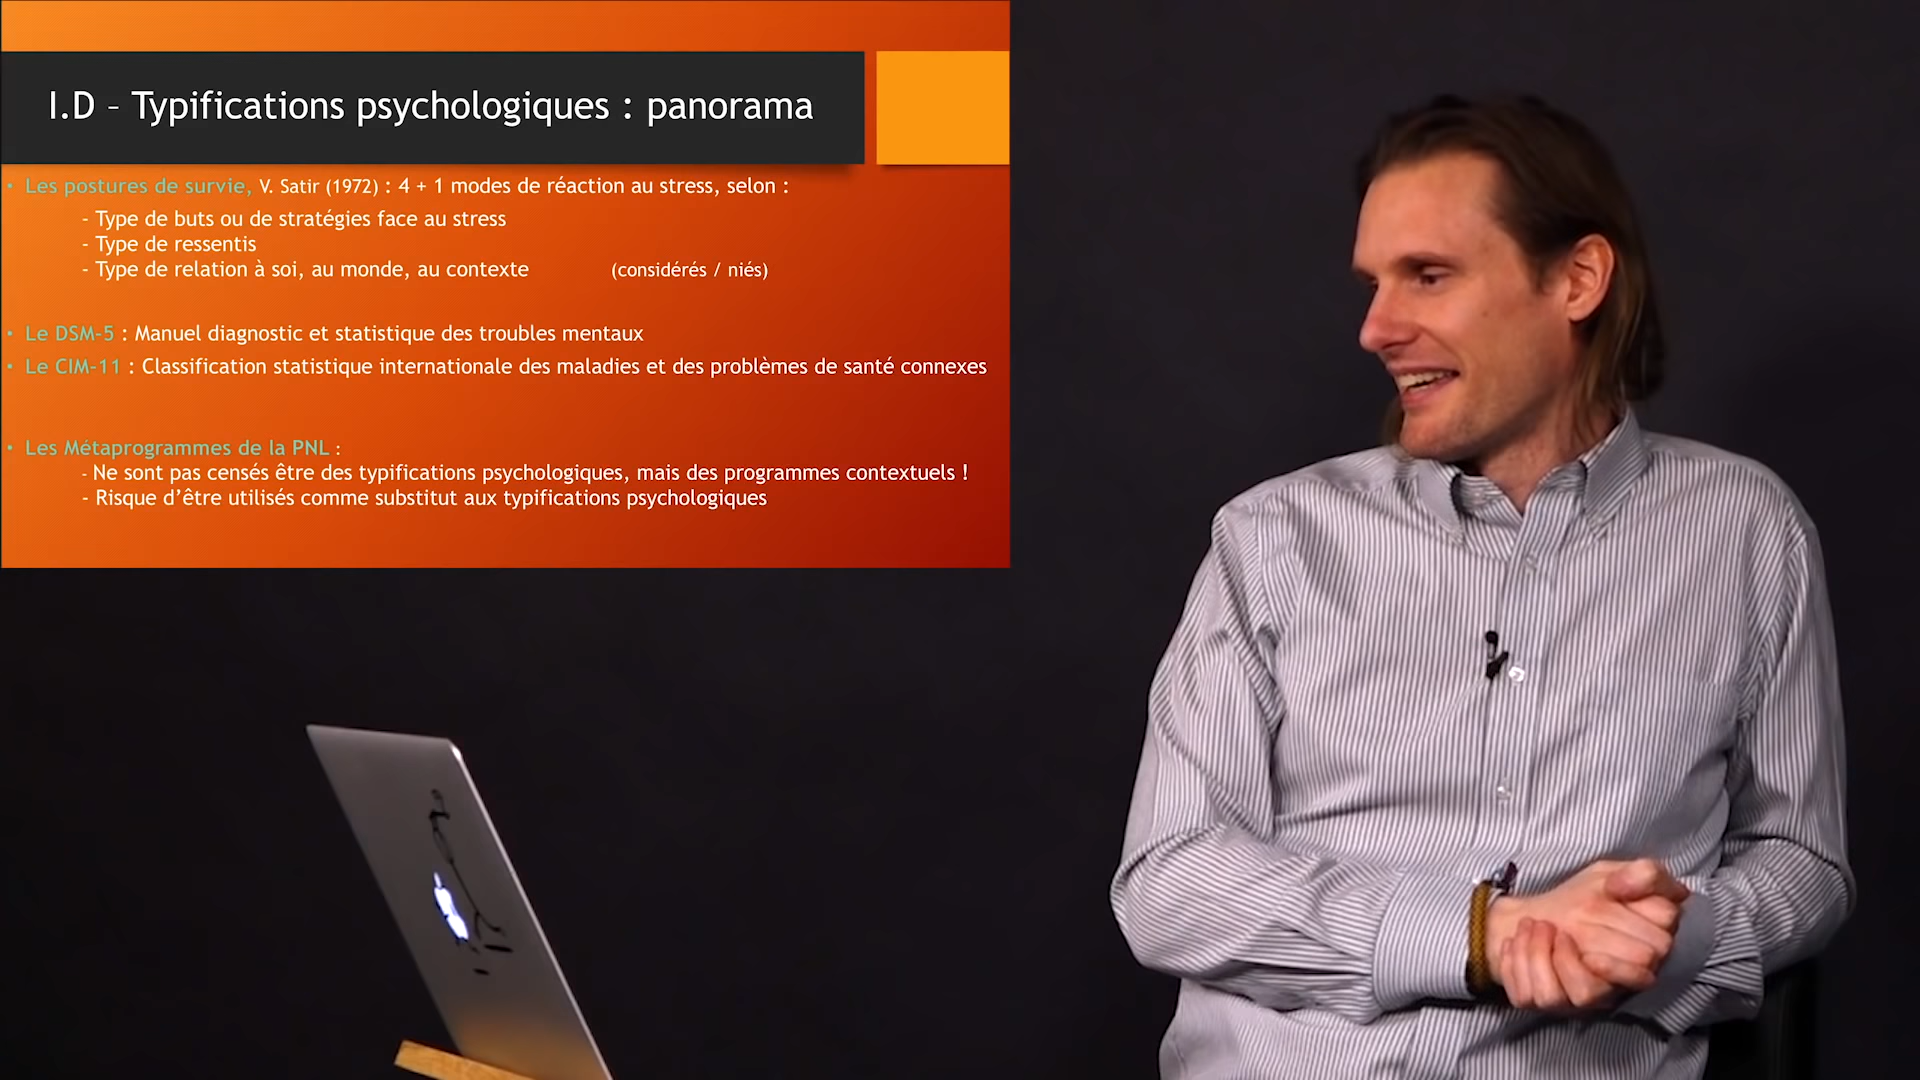 I.D – Typifications psychologiques : panorama
• Les postures de survie, V. Satir (1972) : 4 + 1 modes de réaction au stress, selon :
- Type de buts ou de stratégies face au stress
- Type de ressentis
- Type de relation à soi, au monde, au contexte (considérés / niés)
• Le DSM-5 : Manuel diagnostic et statistique des troubles mentaux
• Le CIM-11 : Classification statistique internationale des maladies et des problèmes de santé connexes
• Les Métaprogrammes de la PNL :
- Ne sont pas censés être des typifications psychologiques, mais des programmes contextuels !
- Risque d’être utilisés comme substitut aux typifications psychologiques